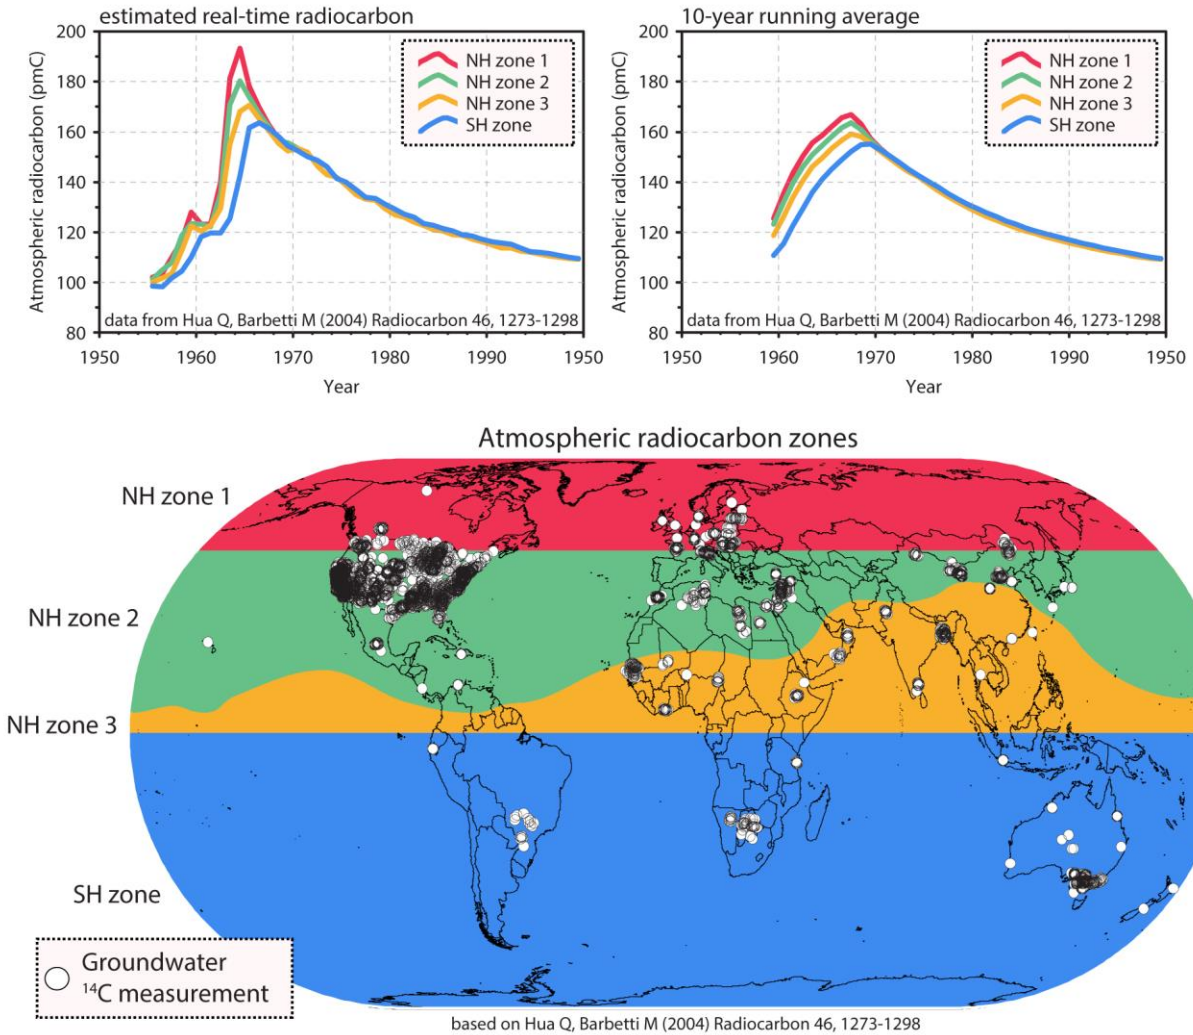 estimated real-time radiocarbon
200
180
160
140
120
100
80
Atmospheric radiocarbon (pmC)
NH zone 1
NH zone 2
NH zone 3
SH zone
data from Hua Q, Barbetti M (2004) Radiocarbon 46, 1273-1298
1950 1960 1970 1980 1990 1950
Year
10-year running average
200
180
160
140
120
100
80
Atmospheric radiocarbon (pmC)
NH zone 1
NH zone 2
NH zone 3
SH zone
data from Hua Q, Barbetti M (2004) Radiocarbon 46, 1273-1298
1950 1960 1970 1980 1990 1950
Year
Atmospheric radiocarbon zones
NH zone 1
NH zone 2
NH zone 3
SH zone
Groundwater
¹⁴C measurement
based on Hua Q, Barbetti M (2004) Radiocarbon 46, 1273-1298